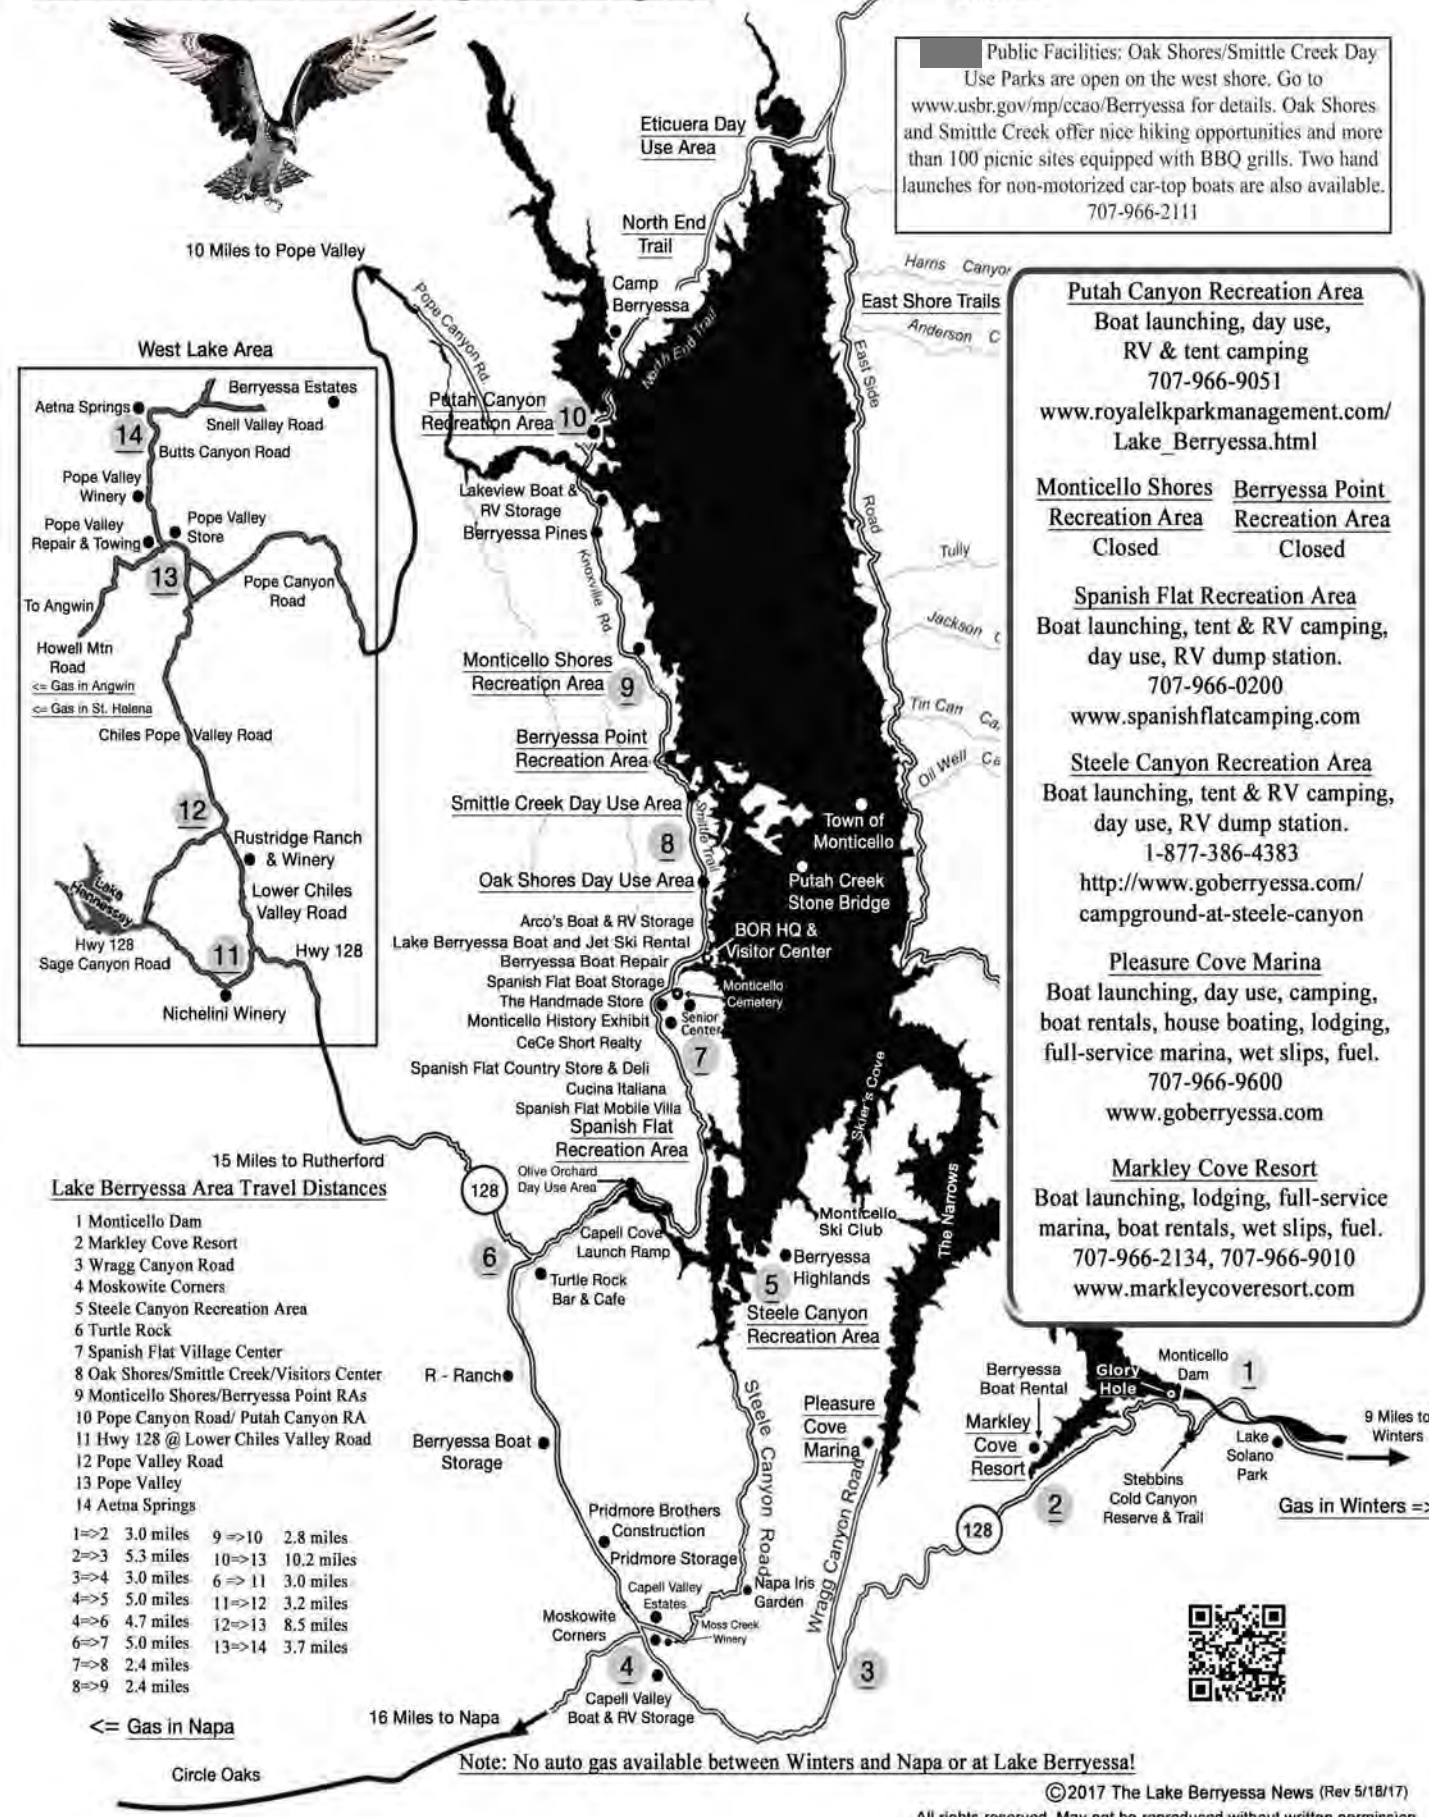 Public Facilities: Oak Shores/Smittle Creek Day
Use Parks are open on the west shore. Go to
www.usbr.gov/mp/ccao/Berryessa for details. Oak Shores
and Smittle Creek offer nice hiking opportunities and more
than 100 picnic sites equipped with BBQ grills. Two hand
launches for non-motorized car-top boats are also available.
707-966-2111
Eticuera Day
Use Area
North End
Trail
10 Miles to Pope Valley
Camp
Berryessa
North End Trail
Pope Canyon Rd.
Harris Canyon
East Shore Trails
Anderson C
East Side
Road
Tully
Jackson C
Tin Can Ca
Oil Well Ca
Putah Canyon
Recreation Area
10
Lakeview Boat &
RV Storage
Berryessa Pines
Knoxville Rd.
Monticello Shores
Recreation Area
9
Berryessa Point
Recreation Area
Smittle Creek Day Use Area
Smittle Trail
8
Oak Shores Day Use Area
Town of
Monticello
Putah Creek
Stone Bridge
BOR HQ &
Visitor Center
Arco's Boat & RV Storage
Lake Berryessa Boat and Jet Ski Rental
Berryessa Boat Repair
Spanish Flat Boat Storage
The Handmade Store
Monticello History Exhibit
CeCe Short Realty
Monticello
Cemetery
Senior
Center
7
Spanish Flat Country Store & Deli
Cucina Italiana
Spanish Flat Mobile Villa
Spanish Flat
Recreation Area
Olive Orchard
Day Use Area
Capell Cove
Launch Ramp
Skier's Cove
The Narrows
Monticello
Ski Club
Berryessa
Highlands
5
Steele Canyon
Recreation Area
128
6
Turtle Rock
Bar & Cafe
R - Ranch
Berryessa Boat
Storage
Steele Canyon Road
Pleasure
Cove
Marina
Wragg Canyon Road
Pridmore Brothers
Construction
Pridmore Storage
Capell Valley
Estates
Napa Iris
Garden
Moss Creek
Winery
Moskowite
Corners
4
Capell Valley
Boat & RV Storage
3
128
Berryessa
Boat Rental
Markley
Cove
Resort
2
Glory
Hole
Monticello
Dam
1
Stebbins
Cold Canyon
Reserve & Trail
Lake
Solano
Park
9 Miles to
Winters
Gas in Winters =>
West Lake Area
Berryessa Estates
Aetna Springs
14
Snell Valley Road
Butts Canyon Road
Pope Valley
Winery
Pope Valley
Repair & Towing
Pope Valley
Store
13
Pope Canyon
Road
To Angwin
Howell Mtn
Road
<= Gas in Angwin
<= Gas in St. Helena
Chiles Pope Valley Road
12
Rustridge Ranch
& Winery
Lower Chiles
Valley Road
Lake
Hennessey
Hwy 128
Sage Canyon Road
11
Hwy 128
Nichelini Winery
15 Miles to Rutherford
Lake Berryessa Area Travel Distances
1 Monticello Dam
2 Markley Cove Resort
3 Wragg Canyon Road
4 Moskowite Corners
5 Steele Canyon Recreation Area
6 Turtle Rock
7 Spanish Flat Village Center
8 Oak Shores/Smittle Creek/Visitors Center
9 Monticello Shores/Berryessa Point RAs
10 Pope Canyon Road/ Putah Canyon RA
11 Hwy 128 @ Lower Chiles Valley Road
12 Pope Valley Road
13 Pope Valley
14 Aetna Springs
1=>2 3.0 miles
2=>3 5.3 miles
3=>4 3.0 miles
4=>5 5.0 miles
4=>6 4.7 miles
6=>7 5.0 miles
7=>8 2.4 miles
8=>9 2.4 miles
9 =>10 2.8 miles
10=>13 10.2 miles
6 => 11 3.0 miles
11=>12 3.2 miles
12=>13 8.5 miles
13=>14 3.7 miles
<= Gas in Napa
16 Miles to Napa
Circle Oaks
Putah Canyon Recreation Area
Boat launching, day use,
RV & tent camping
707-966-9051
www.royalelkparkmanagement.com/
Lake_Berryessa.html
Monticello Shores
Recreation Area
Closed
Berryessa Point
Recreation Area
Closed
Spanish Flat Recreation Area
Boat launching, tent & RV camping,
day use, RV dump station.
707-966-0200
www.spanishflatcamping.com
Steele Canyon Recreation Area
Boat launching, tent & RV camping,
day use, RV dump station.
1-877-386-4383
http://www.goberryessa.com/
campground-at-steele-canyon
Pleasure Cove Marina
Boat launching, day use, camping,
boat rentals, house boating, lodging,
full-service marina, wet slips, fuel.
707-966-9600
www.goberryessa.com
Markley Cove Resort
Boat launching, lodging, full-service
marina, boat rentals, wet slips, fuel.
707-966-2134, 707-966-9010
www.markleycoveresort.com
Note: No auto gas available between Winters and Napa or at Lake Berryessa!
©2017 The Lake Berryessa News (Rev 5/18/17)
All rights reserved. May not be reproduced without written permission